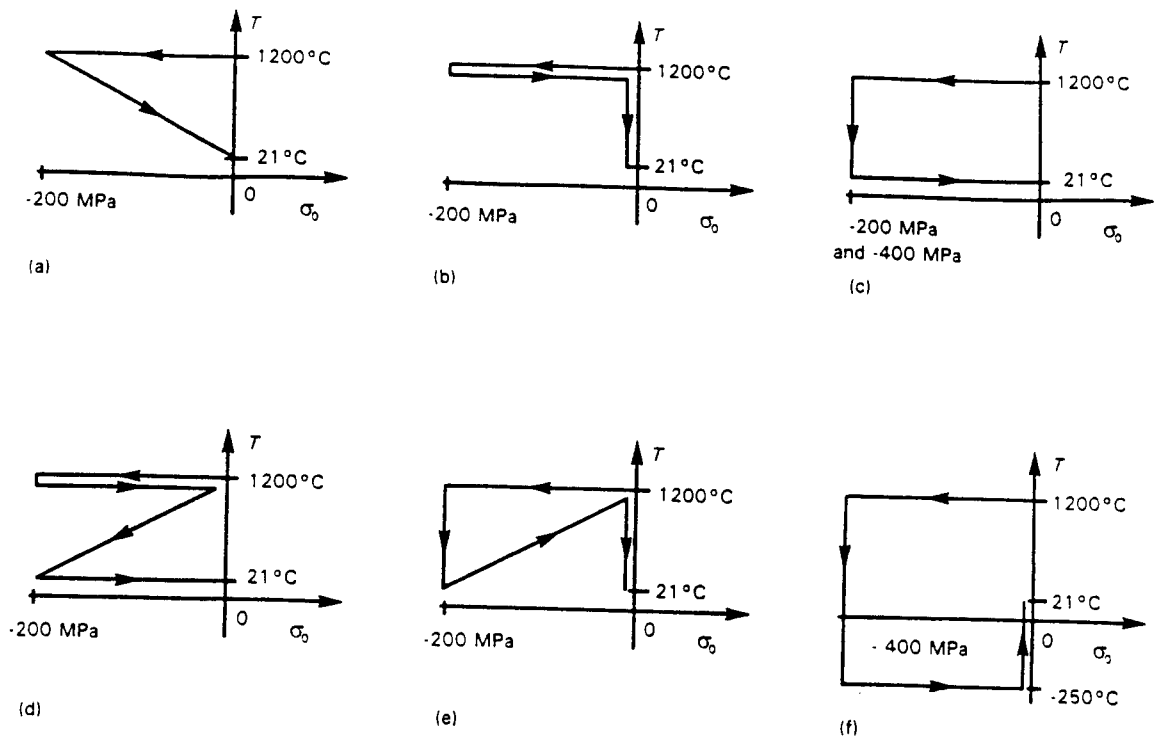 T
1200°C
21°C
0
-200 MPa
σ₀
(a)
T
1200°C
21°C
0
-200 MPa
σ₀
(b)
T
1200°C
21°C
0
-200 MPa
and -400 MPa
σ₀
(c)
T
1200°C
21°C
0
-200 MPa
σ₀
(d)
T
1200°C
21°C
0
-200 MPa
σ₀
(e)
T
1200°C
21°C
0
- 400 MPa
σ₀
-250°C
(f)